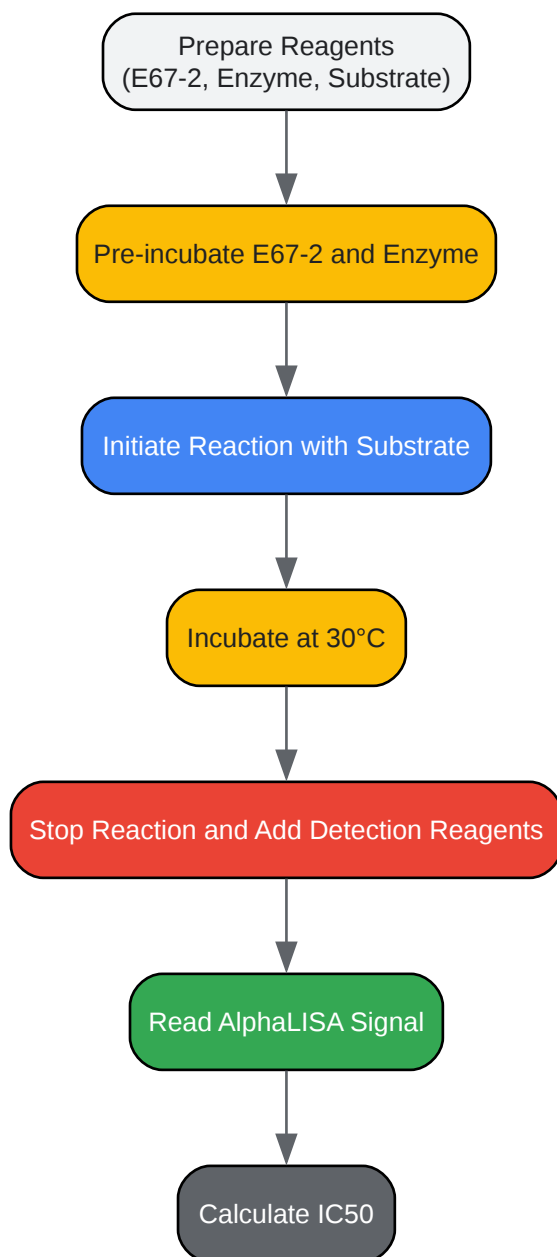 Prepare Reagents
(E67-2, Enzyme, Substrate)
Pre-incubate E67-2 and Enzyme
Initiate Reaction with Substrate
Incubate at 30°C
Stop Reaction and Add Detection Reagents
Read AlphaLISA Signal
Calculate IC50